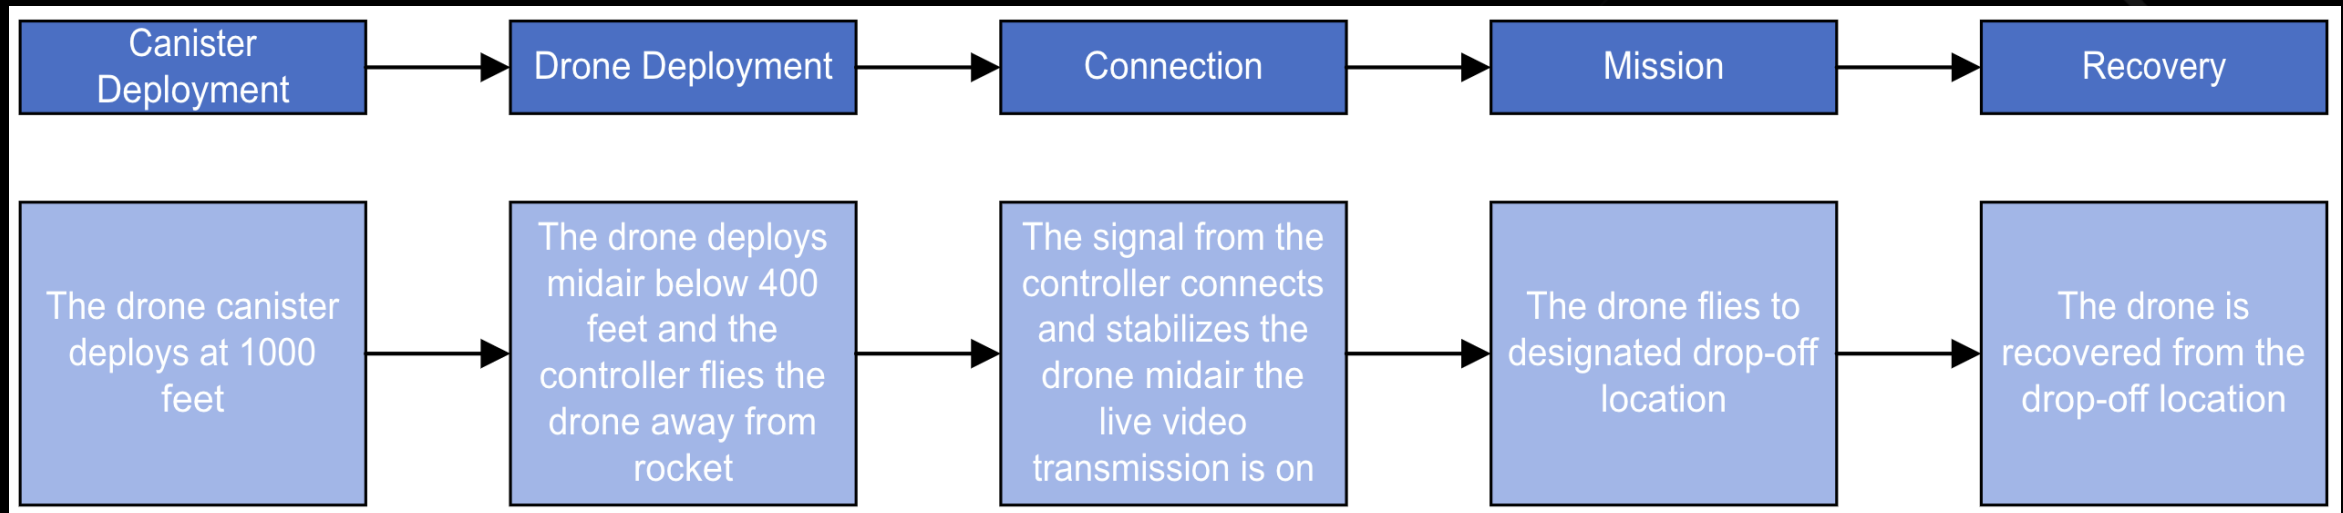 Canister
Deployment
Drone Deployment
Connection
Mission
Recovery
The drone canister
deploys at 1000
feet
The drone deploys
midair below 400
feet and the
controller flies the
drone away from
rocket
The signal from the
controller connects
and stabilizes the
drone midair the
live video
transmission is on
The drone flies to
designated drop-off
location
The drone is
recovered from the
drop-off location